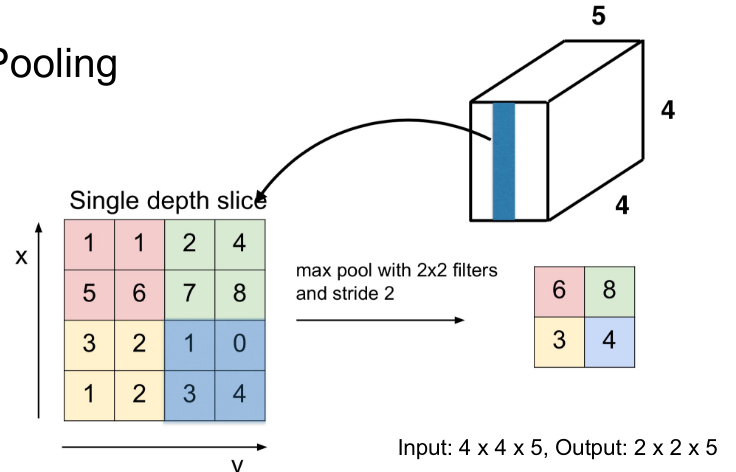 Pooling
5
4
4
Single depth slice
x
1 1 2 4
5 6 7 8
3 2 1 0
1 2 3 4
y
max pool with 2x2 filters
and stride 2
6 8
3 4
Input: 4 x 4 x 5, Output: 2 x 2 x 5